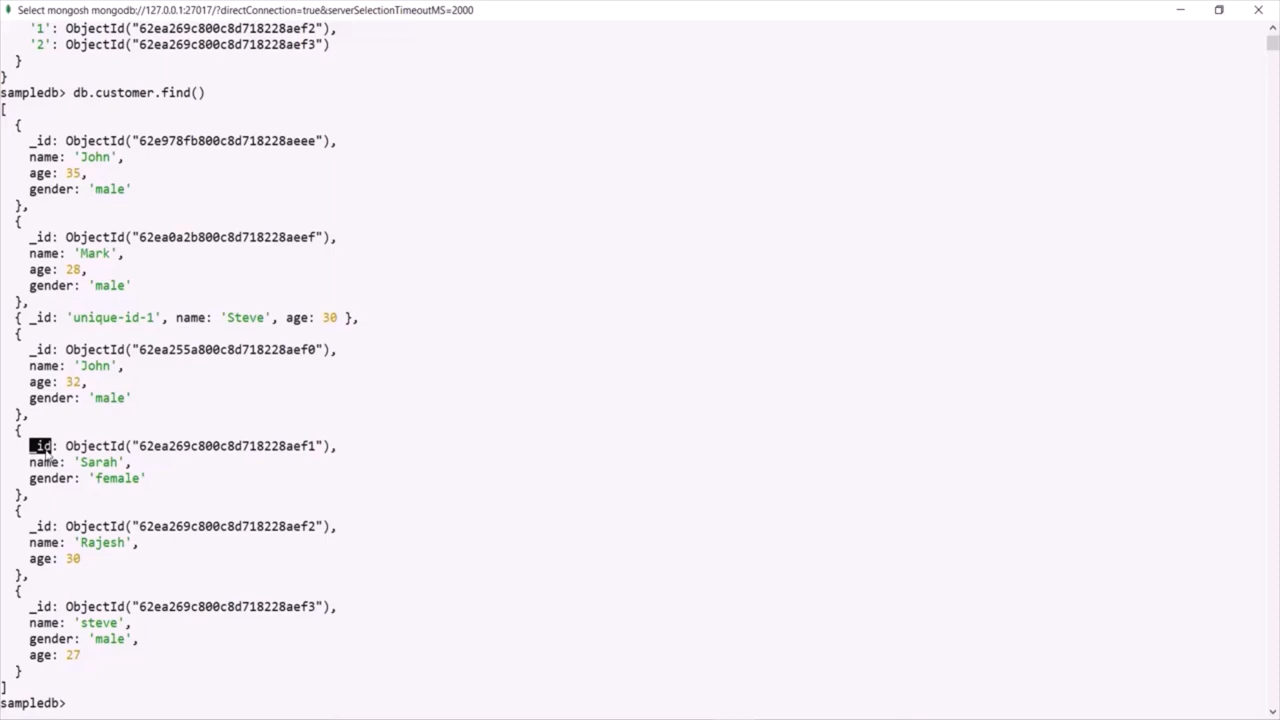 Select mongosh mongodb://127.0.0.1:27017/?directConnection=true&serverSelectionTimeoutMS=2000
'1': ObjectId("62ea269c800c8d718228aef2"),
'2': ObjectId("62ea269c800c8d718228aef3")
}
}
sampledb> db.customer.find()
[
{
_id: ObjectId("62e978fb800c8d718228aeee"),
name: 'John',
age: 35,
gender: 'male'
},
{
_id: ObjectId("62ea0a2b800c8d718228aeef"),
name: 'Mark',
age: 28,
gender: 'male'
},
{ _id: 'unique-id-1', name: 'Steve', age: 30 },
{
_id: ObjectId("62ea255a800c8d718228aef0"),
name: 'John',
age: 32,
gender: 'male'
},
{
_id: ObjectId("62ea269c800c8d718228aef1"),
name: 'Sarah',
gender: 'female'
},
{
_id: ObjectId("62ea269c800c8d718228aef2"),
name: 'Rajesh',
age: 30
},
{
_id: ObjectId("62ea269c800c8d718228aef3"),
name: 'steve',
gender: 'male',
age: 27
}
]
sampledb>